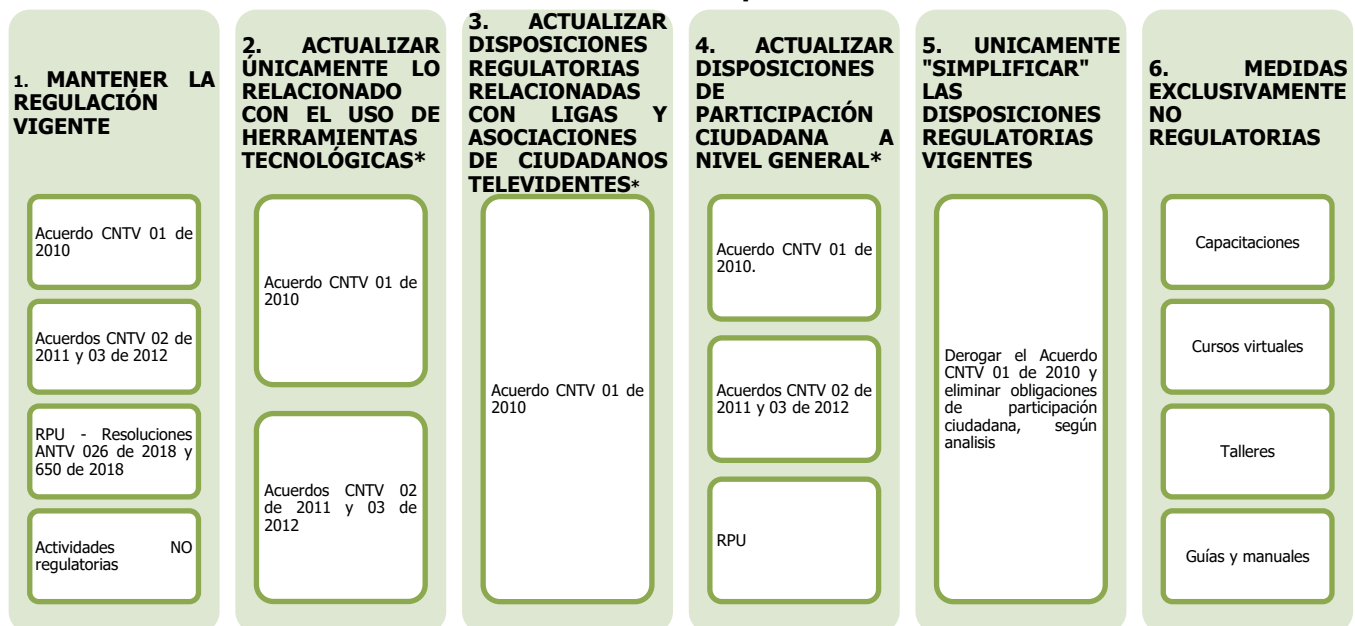 1. MANTENER LA
REGULACIÓN
VIGENTE
Acuerdo CNTV 01 de
2010
Acuerdos CNTV 02 de
2011 y 03 de 2012
RPU - Resoluciones
ANTV 026 de 2018 y
650 de 2018
Actividades NO
regulatorias
2. ACTUALIZAR
ÚNICAMENTE LO
RELACIONADO
CON EL USO DE
HERRAMIENTAS
TECNOLÓGICAS*
Acuerdo CNTV 01 de
2010
Acuerdos CNTV 02
de 2011 y 03 de
2012
3. ACTUALIZAR
DISPOSICIONES
REGULATORIAS
RELACIONADAS
CON LIGAS Y
ASOCIACIONES
DE CIUDADANOS
TELEVIDENTES*
Acuerdo CNTV 01 de
2010
4. ACTUALIZAR
DISPOSICIONES
DE
PARTICIPACIÓN
CIUDADANA A
NIVEL GENERAL*
Acuerdo CNTV 01 de
2010.
Acuerdos CNTV 02 de
2011 y 03 de 2012
RPU
5. UNICAMENTE
"SIMPLIFICAR"
LAS
DISPOSICIONES
REGULATORIAS
VIGENTES
Derogar el Acuerdo
CNTV 01 de 2010 y
eliminar obligaciones
de participación
ciudadana, según
analisis
6. MEDIDAS
EXCLUSIVAMENTE
NO
REGULATORIAS
Capacitaciones
Cursos virtuales
Talleres
Guías y manuales